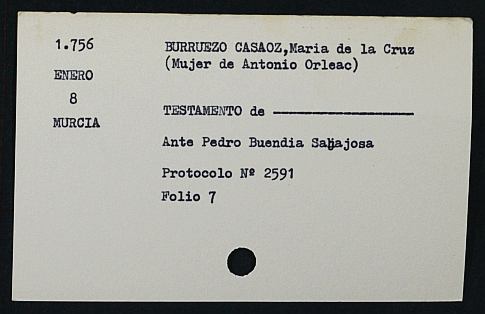 1.756
ENERO
8
MURCIA
BURRUEZO CASAOZ,Maria de la Cruz
(Mujer de Antonio Orleac)
TESTAMENTO de
Ante Pedro Buendia Sahajosa
Protocolo Nº 2591
Folio 7